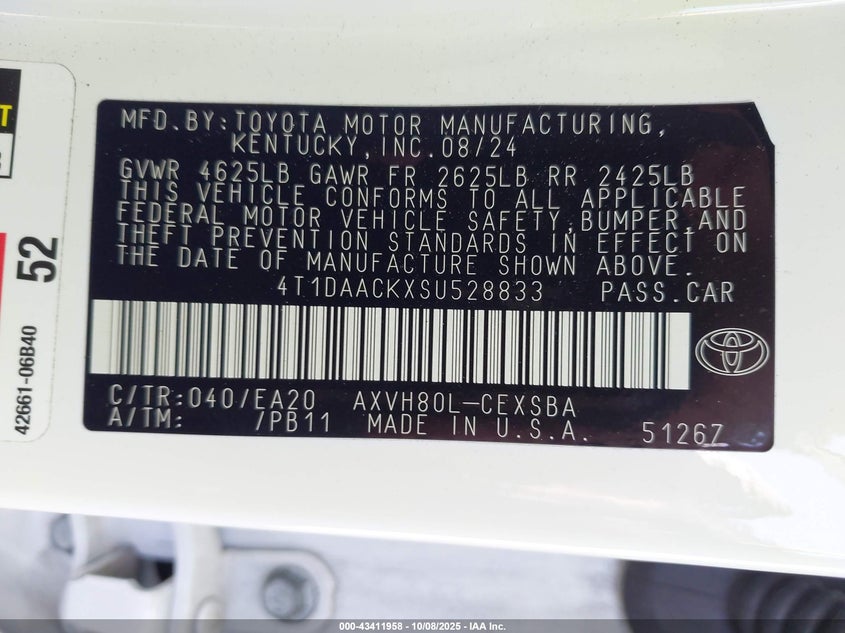 MFD.BY:TOYOTA MOTOR MANUFACTURING,
KENTUCKY,INC.08/24
GVWR 4625LB GAWR FR 2625LB RR 2425LB
THIS VEHICLE CONFORMS TO ALL APPLICABLE
FEDERAL MOTOR VEHICLE SAFETY,BUMPER,AND
THEFT PREVENTION STANDARDS IN EFFECT ON
THE DATE OF MANUFACTURE SHOWN ABOVE.
4T1DAACKXSU528833 PASS.CAR
C/TR:040/EA20 AXVH80L-CEXSBA
A/TM: /PB11 MADE IN U.S.A. 5126Z
52
42661-06B40
000-43411958 - 10/08/2025 - IAA Inc.